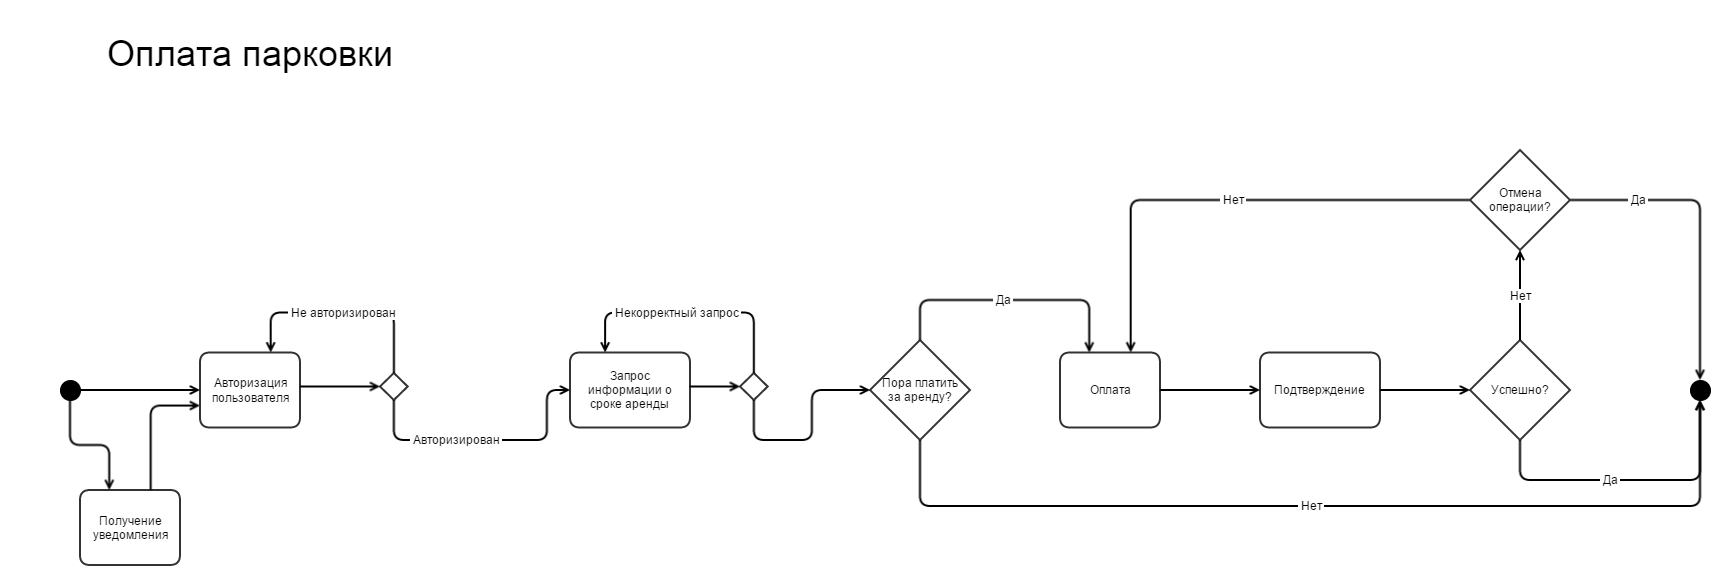 Оплата парковки
Не авторизирован
Авторизация
пользователя
Авторизирован
Получение
уведомления
Некорректный запрос
Запрос
информации о
сроке аренды
Пора платить
за аренду?
Да
Нет
Оплата
Подтверждение
Успешно?
Нет
Да
Отмена
операции?
Нет
Да